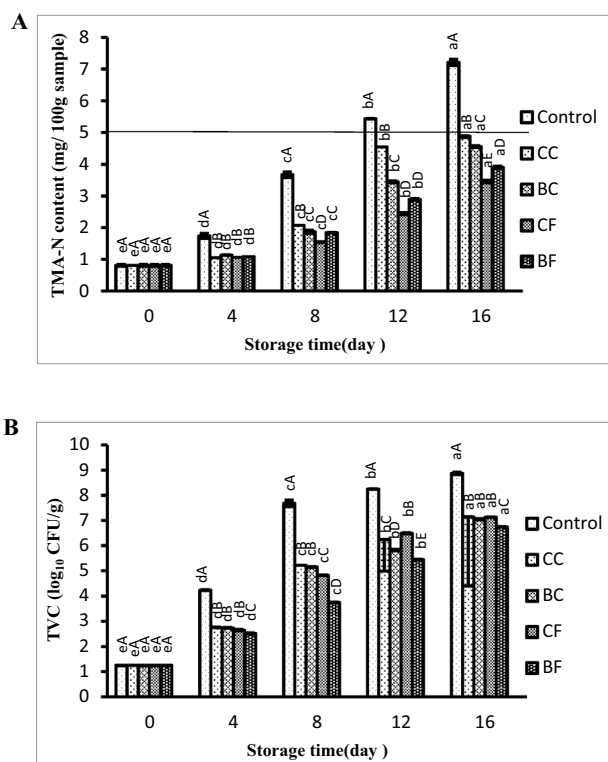 A
TMA-N content (mg/ 100g sample)
8
7
6
5
4
3
2
1
0
eA eA eA eA eA
dA dB dB dB dB
cA cB cC cD cC
bA bB bC bD bD
aA aB aC aE aD
0 4 8 12 16
Storage time(day )
Control
CC
BC
CF
BF
B
TVC (log₁₀ CFU/g)
10
9
8
7
6
5
4
3
2
1
0
eA eA eA eA eA
dA dB dB dB dC
cA cB cB cC cD
bA bC bD bB bE
aA aB aB aB aC
0 4 8 12 16
Storage time(day )
Control
CC
BC
CF
BF